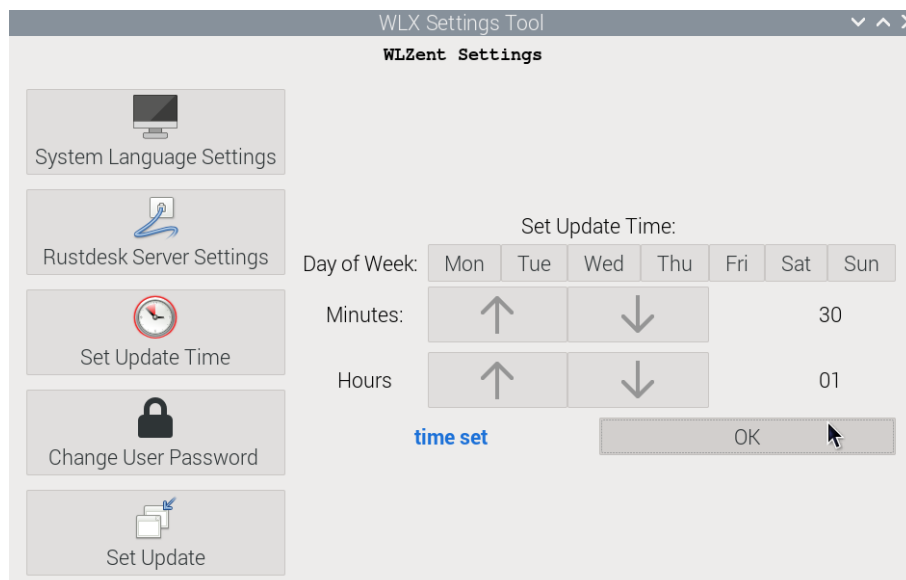 WLX Settings Tool
WLZent Settings
System Language Settings
Rustdesk Server Settings
Set Update Time
Change User Password
Set Update
Set Update Time:
Day of Week: Mon Tue Wed Thu Fri Sat Sun
Minutes: 30
Hours 01
time set OK